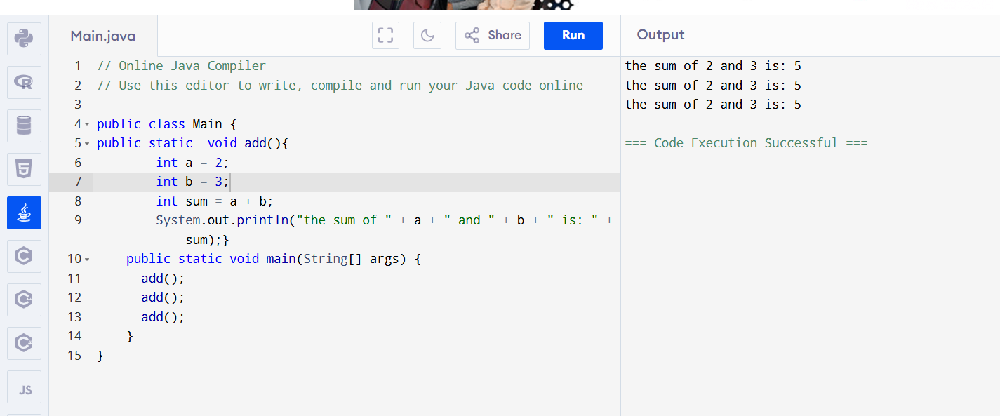 Main.java
Share
Run
Output
1 // Online Java Compiler
2 // Use this editor to write, compile and run your Java code online
3
4 public class Main {
5 public static  void add(){
6         int a = 2;
7         int b = 3;
8         int sum = a + b;
9         System.out.println("the sum of " + a + " and " + b + " is: " +
            sum);}
10     public static void main(String[] args) {
11       add();
12       add();
13       add();
14     }
15 }
the sum of 2 and 3 is: 5
the sum of 2 and 3 is: 5
the sum of 2 and 3 is: 5
=== Code Execution Successful ===
R
5
C
C+
C#
JS